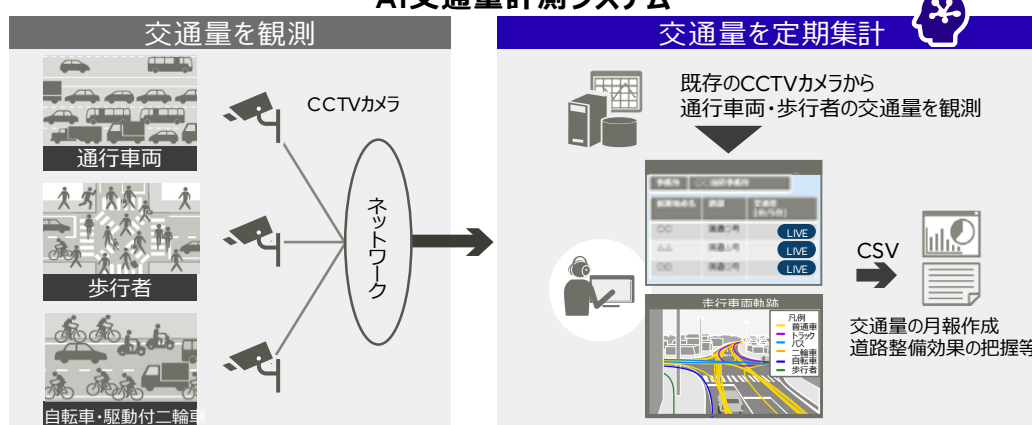 AI交通量計測システム
交通量を観測
通行車両
歩行者
自転車・駆動付二輪車
CCTVカメラ
ネットワーク
交通量を定期集計
既存のCCTVカメラから
通行車両・歩行者の交通量を観測
LIVE
LIVE
LIVE
走行車両軌跡
凡例
普通車
トラック
バス
二輪車
自転車
歩行者
CSV
交通量の月報作成
道路整備効果の把握等